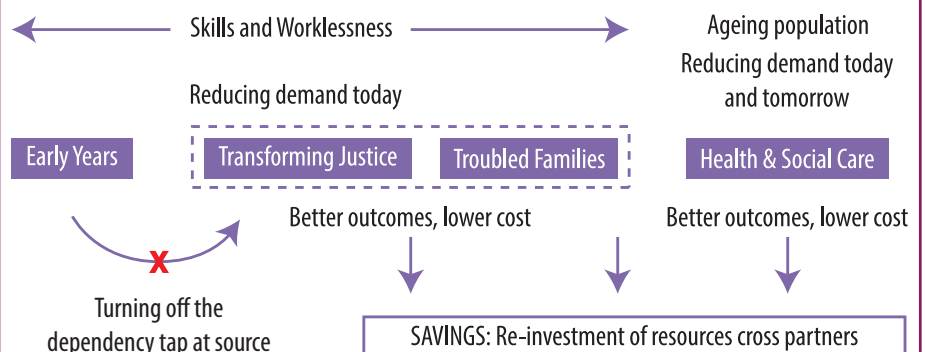 Skills and Worklessness
Ageing population
Reducing demand today
and tomorrow
Reducing demand today
Early Years
Transforming Justice
Troubled Families
Health & Social Care
Better outcomes, lower cost
Better outcomes, lower cost
X
Turning off the
dependency tap at source
SAVINGS: Re-investment of resources cross partners